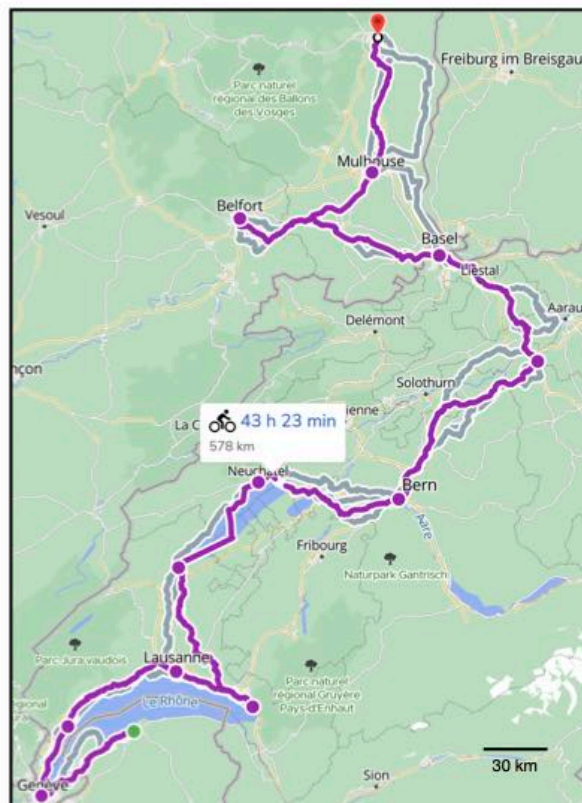 Freiburg im Breisgau
Parc naturel
régional des Ballons
des Vosges
Mulhouse
Belfort
Vesoul
Basel
Liestal
Aarau
Delémont
Solothurn
43 h 23 min
578 km
La C
ienne
Neuchâtel
Bern
Aare
Fribourg
Naturpark Gantrisch
Parc Jura vaudois
Lausanne
Parc naturel
régional Gruyère
Pays-d'Enhaut
Le Rhône
Genève
Sion
30 km